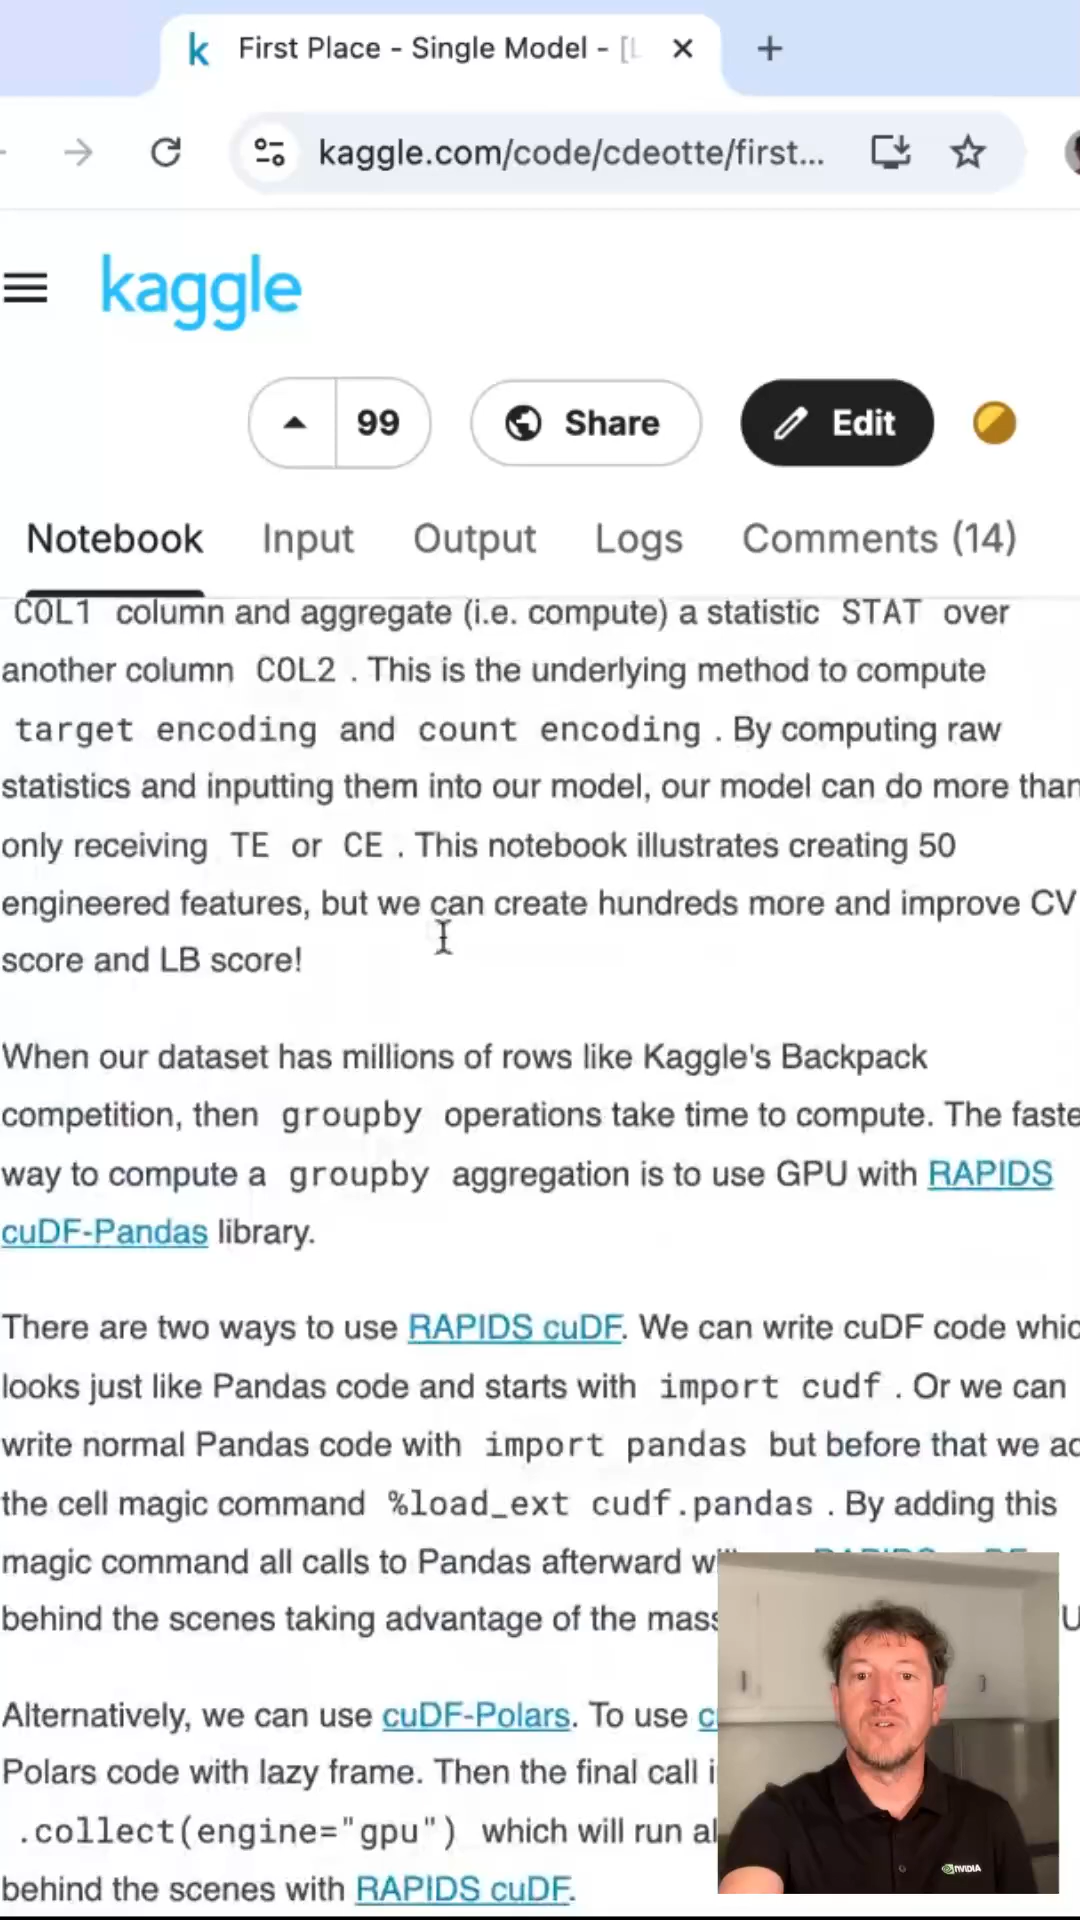 k First Place - Single Model - [L
kaggle.com/code/cdeotte/first...
kaggle
99 Share Edit
Notebook Input Output Logs Comments (14)
COL1 column and aggregate (i.e. compute) a statistic STAT over
another column COL2 . This is the underlying method to compute
target encoding and count encoding . By computing raw
statistics and inputting them into our model, our model can do more than
only receiving TE or CE . This notebook illustrates creating 50
engineered features, but we can create hundreds more and improve CV
score and LB score!
When our dataset has millions of rows like Kaggle's Backpack
competition, then groupby operations take time to compute. The faste
way to compute a groupby aggregation is to use GPU with RAPIDS
cuDF-Pandas library.
There are two ways to use RAPIDS cuDF. We can write cuDF code whic
looks just like Pandas code and starts with import cudf . Or we can
write normal Pandas code with import pandas but before that we ad
the cell magic command %load_ext cudf.pandas . By adding this
magic command all calls to Pandas afterward wi
behind the scenes taking advantage of the mass U
Alternatively, we can use cuDF-Polars. To use c
Polars code with lazy frame. Then the final call i
.collect(engine="gpu") which will run al
behind the scenes with RAPIDS cuDF.
NVIDIA